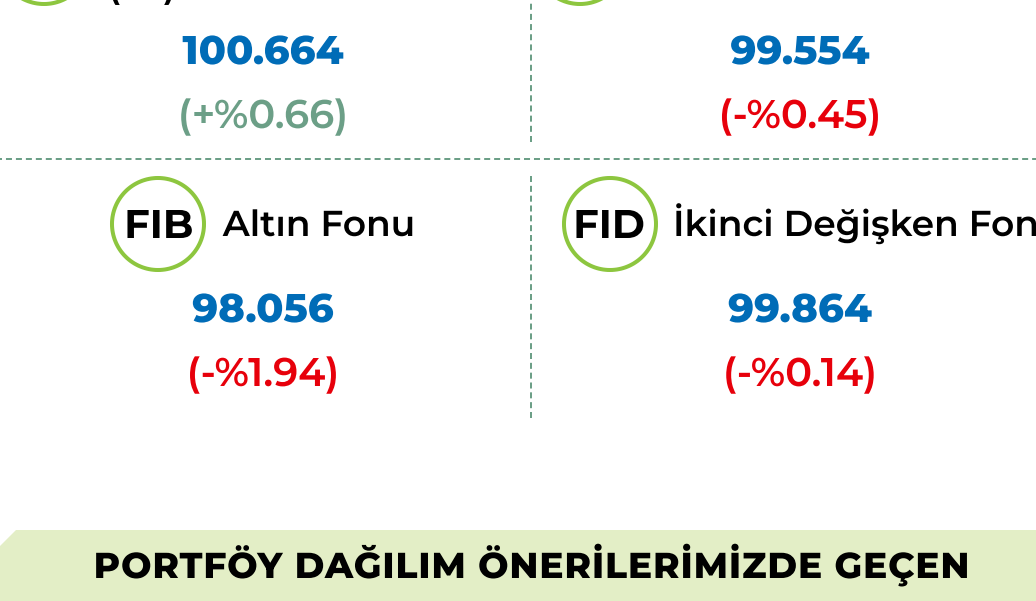 100.664
99.554
(+%0.66)
(-%0.45)
FIB Altın Fonu
FID İkinci Değişken Fon
98.056
99.864
(-%1.94)
(-%0.14)
PORTFÖY DAĞILIM ÖNERİLERİMİZDE GEÇEN